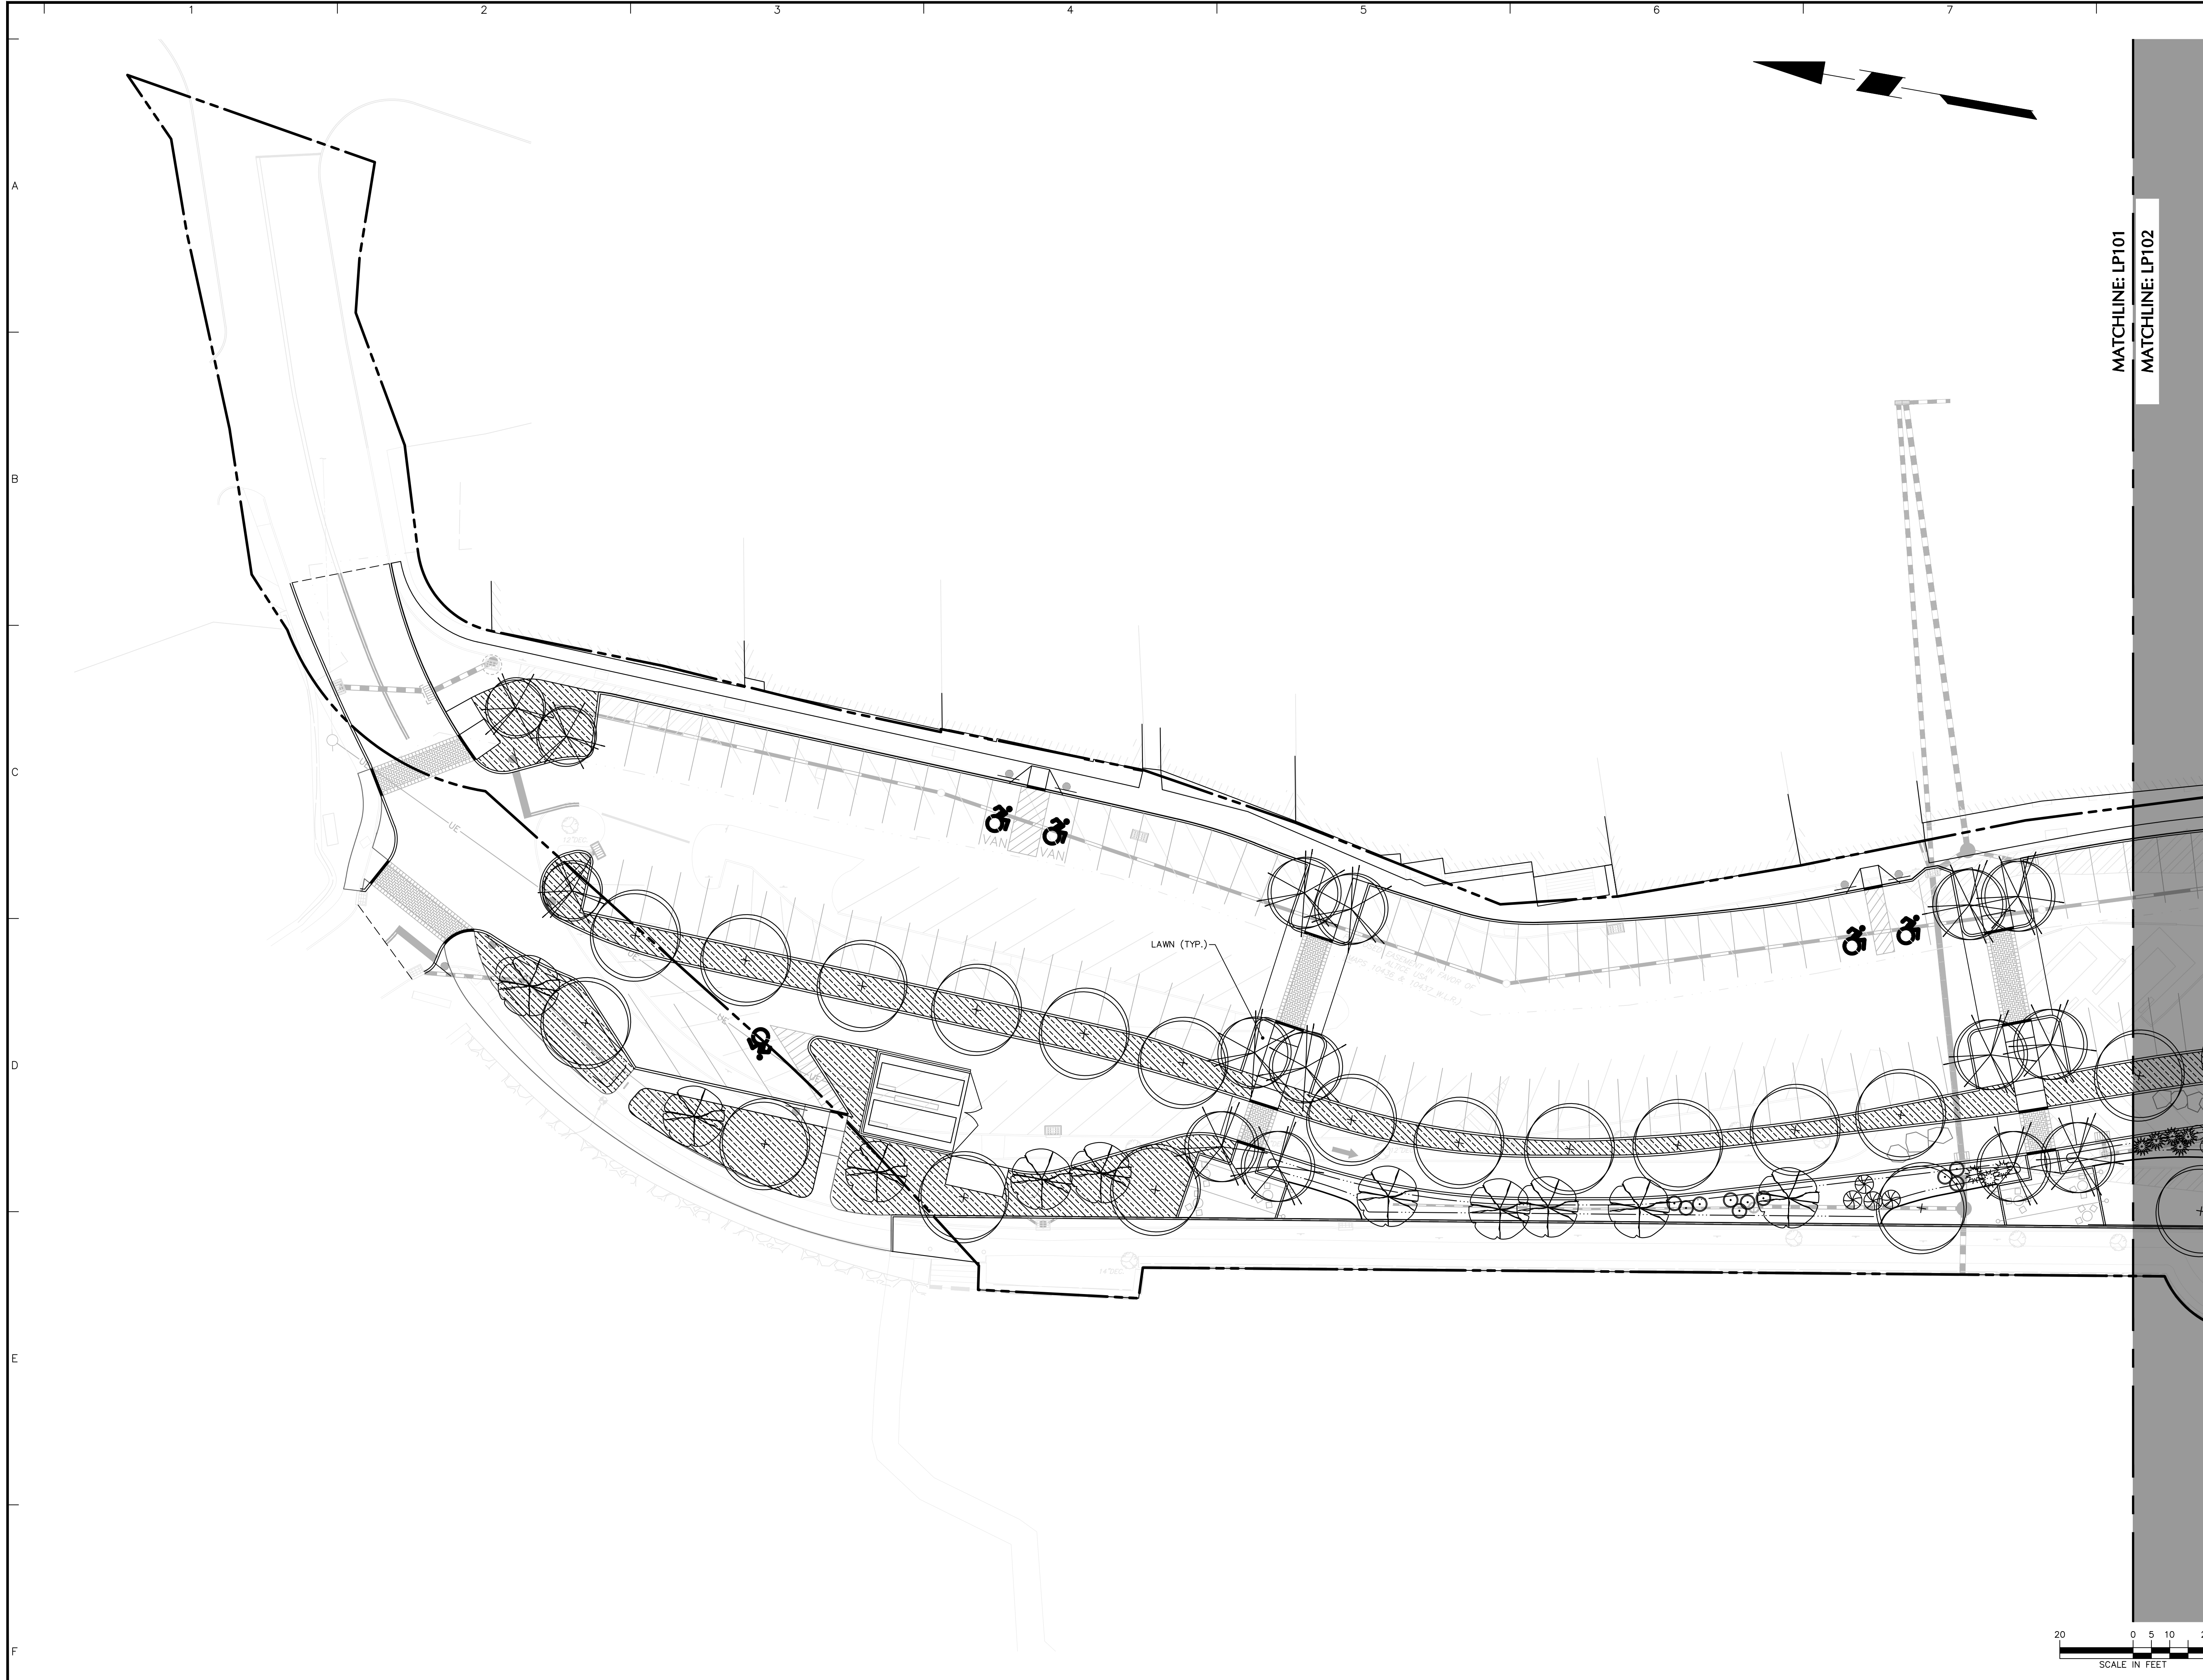 1 2 3 4 5 6 7
A
B
C
D
E
F
MATCHLINE: LP101
MATCHLINE: LP102
UE
VAN
VAN
LAWN (TYP.)
UE
UE
20 0 5 10
SCALE IN FEET